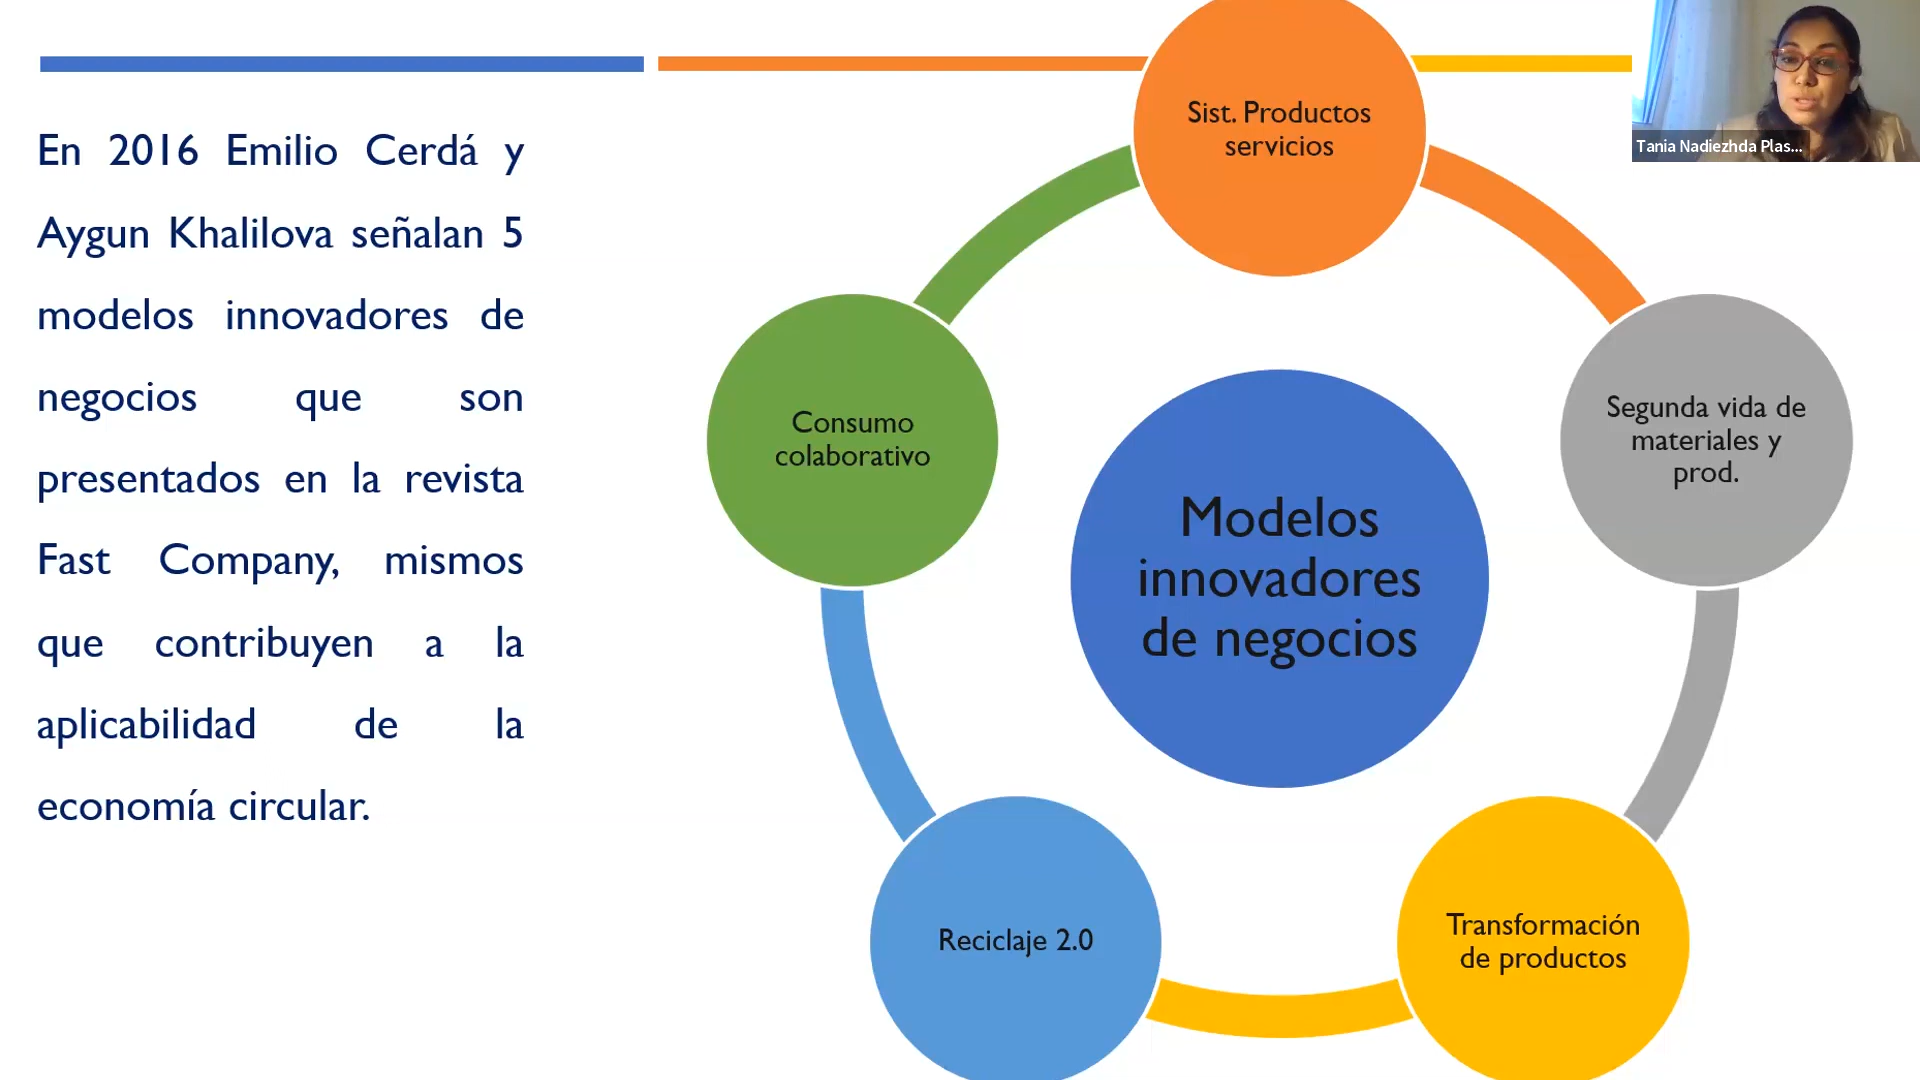 En 2016 Emilio Cerdá y
Aygun Khalilova señalan 5
modelos innovadores de
negocios que son
presentados en la revista
Fast Company, mismos
que contribuyen a la
aplicabilidad de la
economía circular.
Sist. Productos
servicios
Segunda vida de
materiales y
prod.
Transformación
de productos
Reciclaje 2.0
Consumo
colaborativo
Modelos
innovadores
de negocios
Tania Nadiezhda Plas...